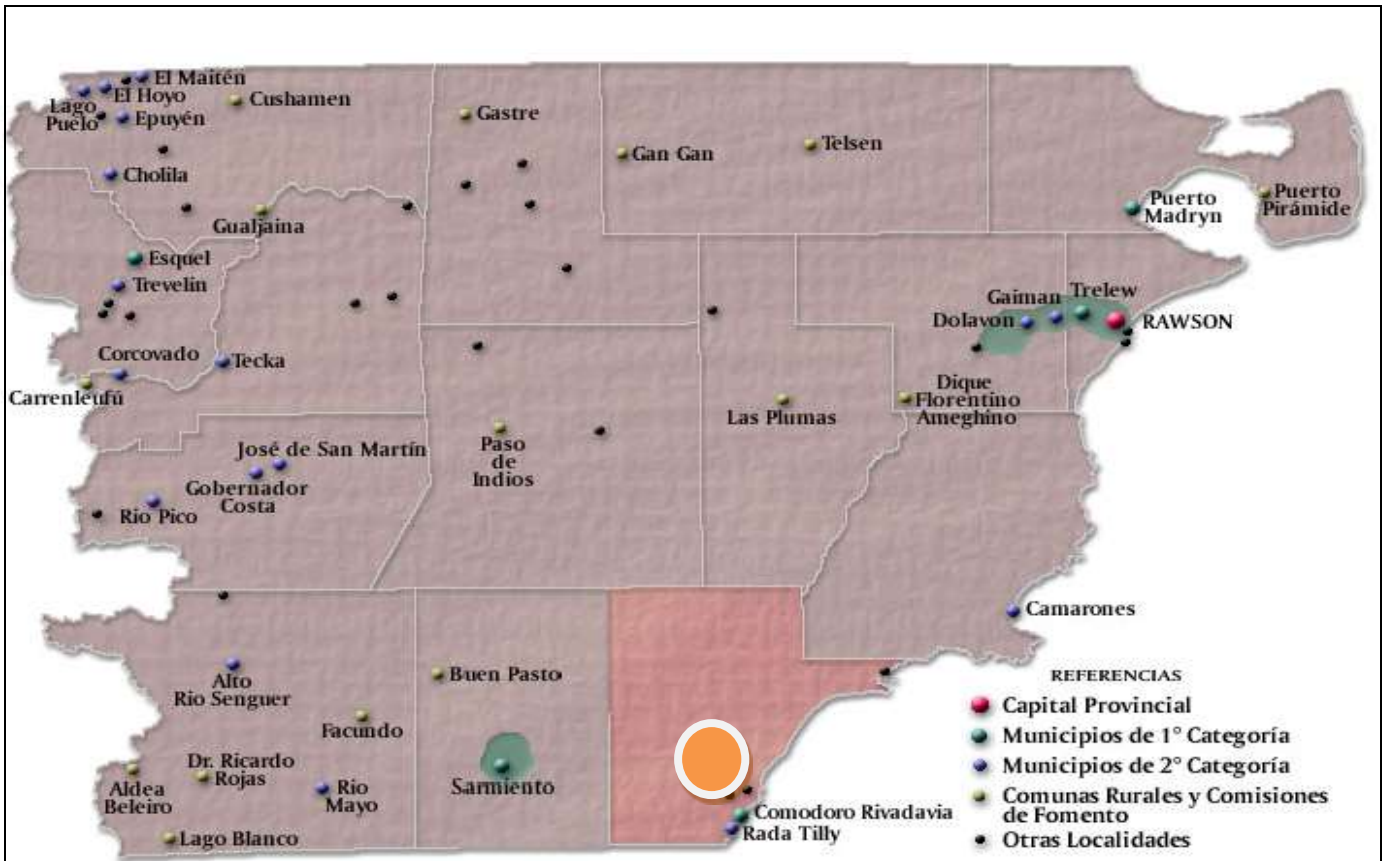 El Maitén
El Hoyo
Lago
Puelo
Epuyén
Cushamen
Cholila
Gualjaina
Esquel
Trevelin
Corcovado
Tecka
Carrenleufú
Gastre
Gan Gan
Telsen
Puerto
Madryn
Puerto
Pirámide
Gaiman
Trelew
Dolavon
RAWSON
Dique
Florentino
Ameghino
Las Plumas
Paso
de
Indios
José de San Martín
Gobernador
Costa
Río Pico
Camarones
Alto
Río Senguer
Buen Pasto
Facundo
Dr. Ricardo
Rojas
Aldea
Beleiro
Río
Mayo
Lago Blanco
Sarmiento
Comodoro Rivadavia
Rada Tilly
REFERENCIAS
Capital Provincial
Municipios de 1° Categoría
Municipios de 2° Categoría
Comunas Rurales y Comisiones
de Fomento
Otras Localidades